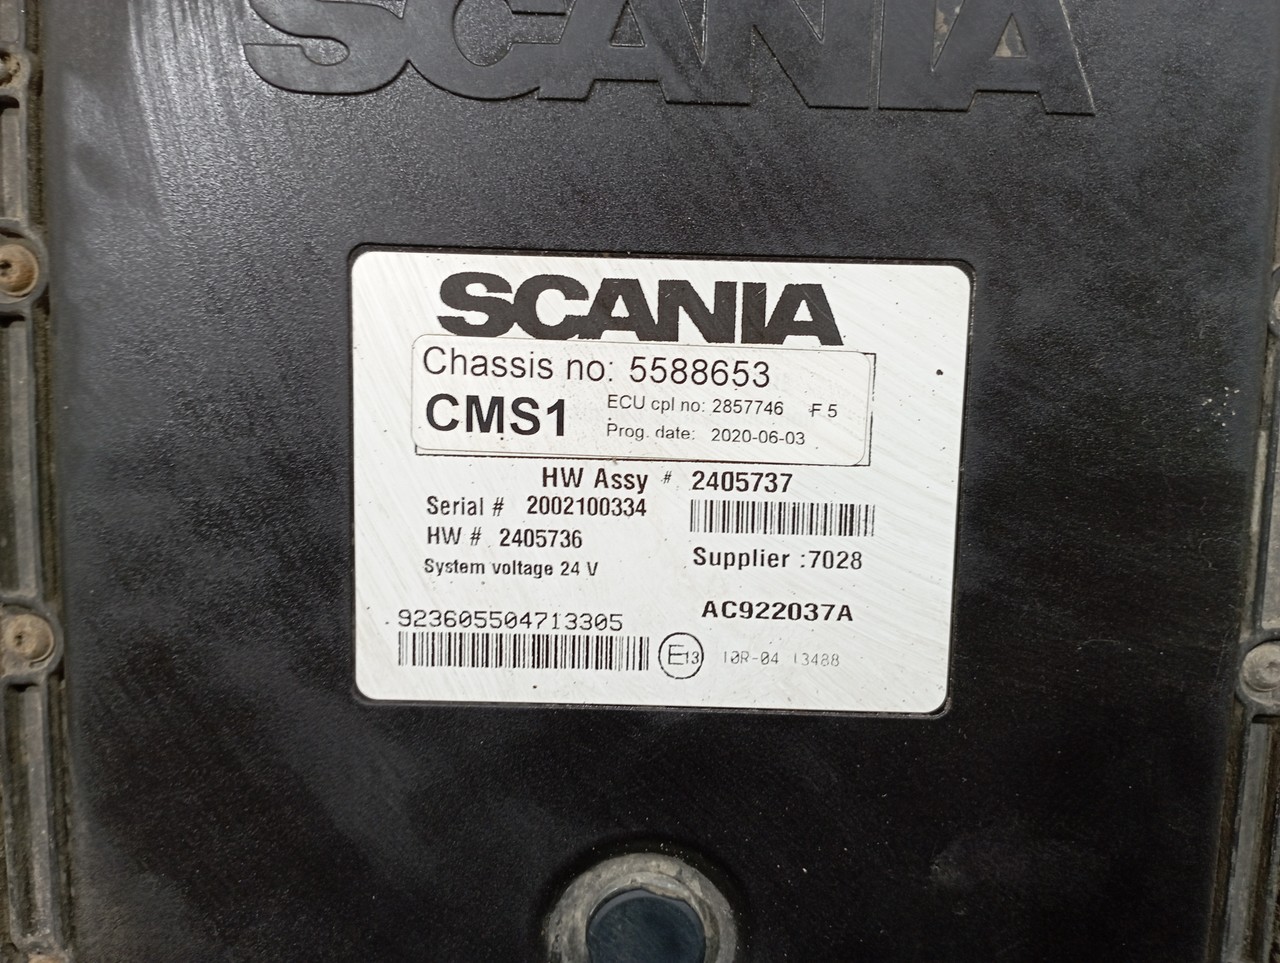 SCANIA
SCANIA
Chassis no: 5588653
CMS1 ECU cpl no: 2857746 F 5
Prog. date: 2020-06-03
HW Assy # 2405737
Serial # 2002100334
HW # 2405736
System voltage 24 V
Supplier :7028
923605504713305
AC922037A
E13 10R-04 13488